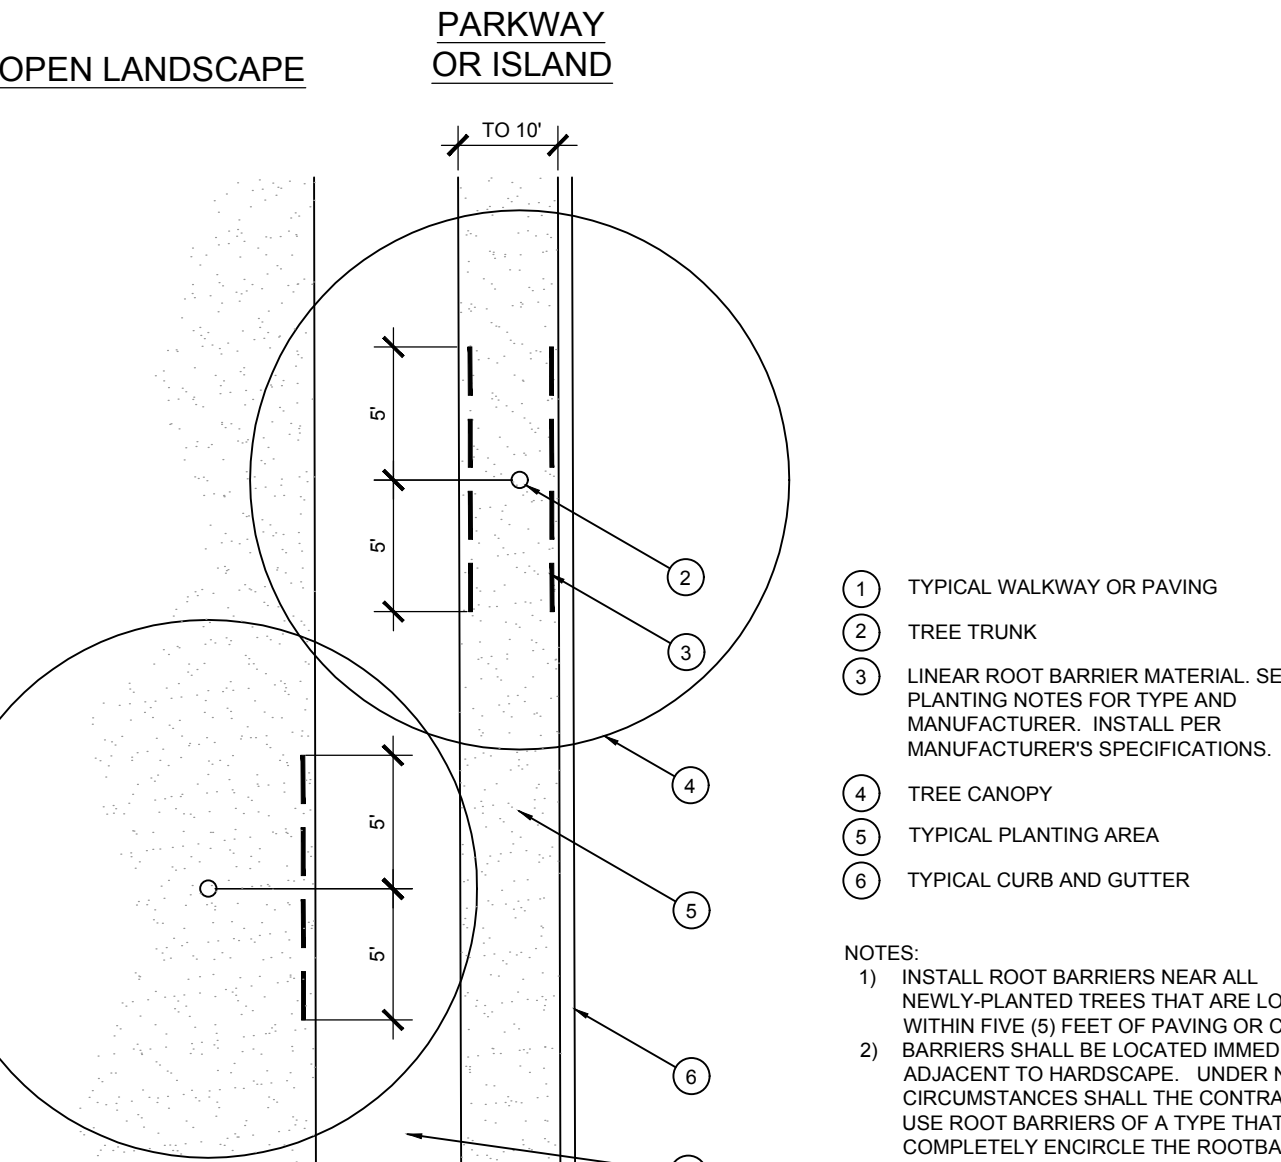 OPEN LANDSCAPE
PARKWAY
OR ISLAND
TO 10'
5'
5'
5'
5'
2
3
4
5
6
1 TYPICAL WALKWAY OR PAVING
2 TREE TRUNK
3 LINEAR ROOT BARRIER MATERIAL. SE
PLANTING NOTES FOR TYPE AND
MANUFACTURER. INSTALL PER
MANUFACTURER'S SPECIFICATIONS.
4 TREE CANOPY
5 TYPICAL PLANTING AREA
6 TYPICAL CURB AND GUTTER
NOTES:
1) INSTALL ROOT BARRIERS NEAR ALL
NEWLY-PLANTED TREES THAT ARE LO
WITHIN FIVE (5) FEET OF PAVING OR C
2) BARRIERS SHALL BE LOCATED IMMED
ADJACENT TO HARDSCAPE. UNDER N
CIRCUMSTANCES SHALL THE CONTRA
USE ROOT BARRIERS OF A TYPE THAT
COMPLETELY ENCIRCLE THE ROOTBA